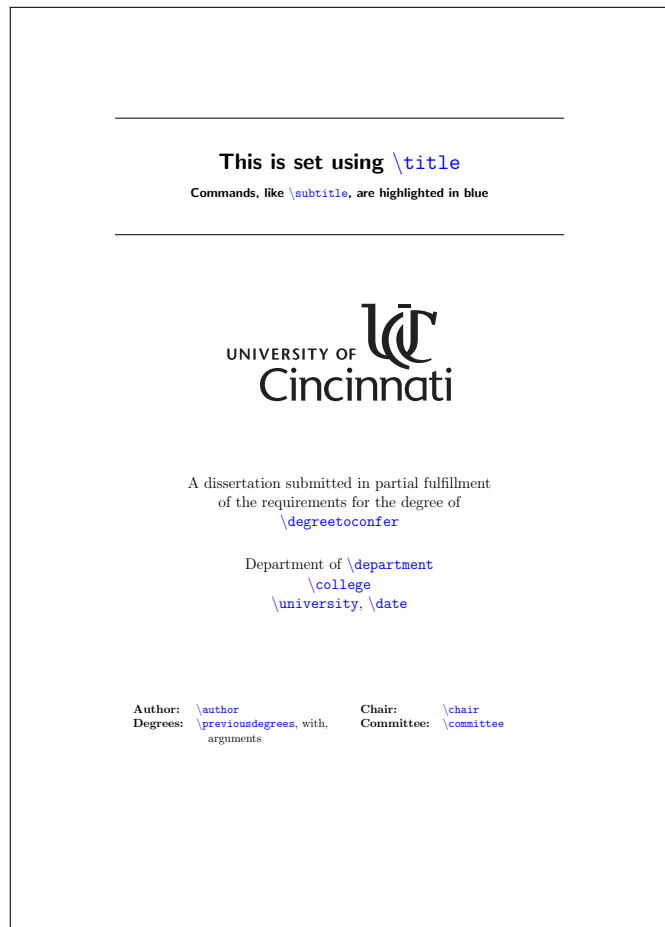 This is set using \title
Commands, like \subtitle, are highlighted in blue
UC
UNIVERSITY OF
Cincinnati
A dissertation submitted in partial fulfillment
of the requirements for the degree of
\degreetoconfer
Department of \department
\college
\university, \date
Author: \author
Degrees: \previousdegrees, with,
arguments
Chair: \chair
Committee: \committee